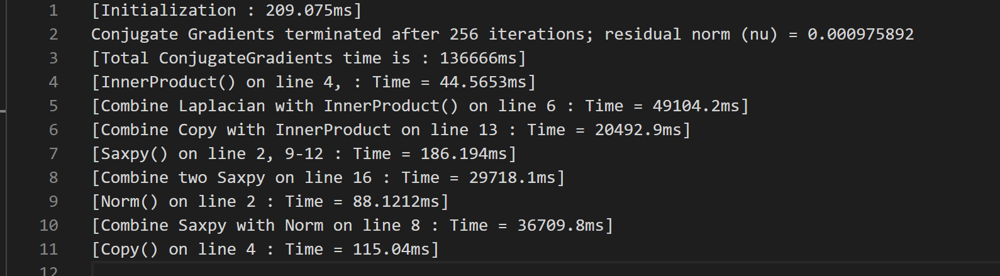 1 [Initialization : 209.075ms]
2 Conjugate Gradients terminated after 256 iterations; residual norm (nu) = 0.000975892
3 [Total ConjugateGradients time is : 136666ms]
4 [InnerProduct() on line 4, : Time = 44.5653ms]
5 [Combine Laplacian with InnerProduct() on line 6 : Time = 49104.2ms]
6 [Combine Copy with InnerProduct on line 13 : Time = 20492.9ms]
7 [Saxpy() on line 2, 9-12 : Time = 186.194ms]
8 [Combine two Saxpy on line 16 : Time = 29718.1ms]
9 [Norm() on line 2 : Time = 88.1212ms]
10 [Combine Saxpy with Norm on line 8 : Time = 36709.8ms]
11 [Copy() on line 4 : Time = 115.04ms]
12